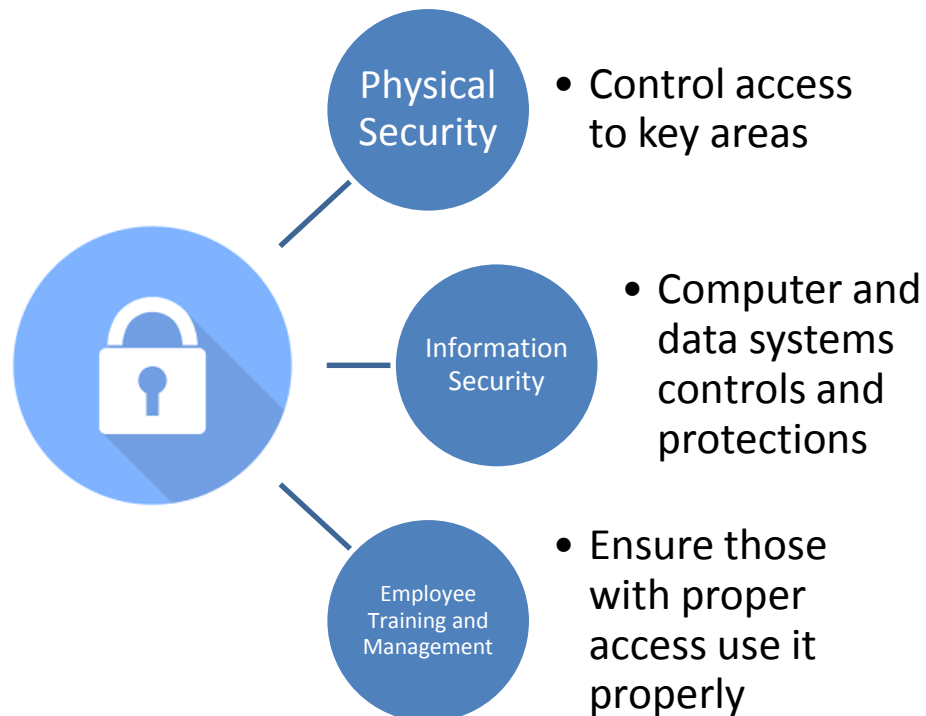 Physical
Security
• Control access
to key areas
Information
Security
• Computer and
data systems
controls and
protections
Employee
Training and
Management
• Ensure those
with proper
access use it
properly